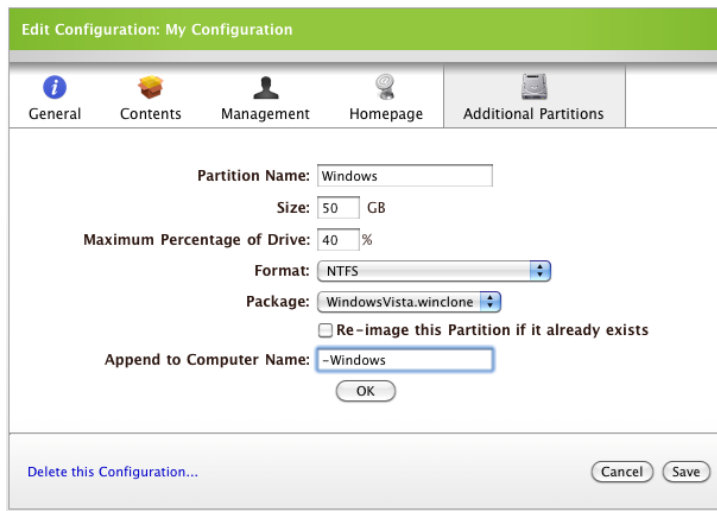 Edit Configuration: My Configuration
General Contents Management Homepage Additional Partitions
Partition Name: Windows
Size: 50 GB
Maximum Percentage of Drive: 40 %
Format: NTFS
Package: WindowsVista.winclone
Re-image this Partition if it already exists
Append to Computer Name: -Windows
OK
Delete this Configuration... Cancel Save